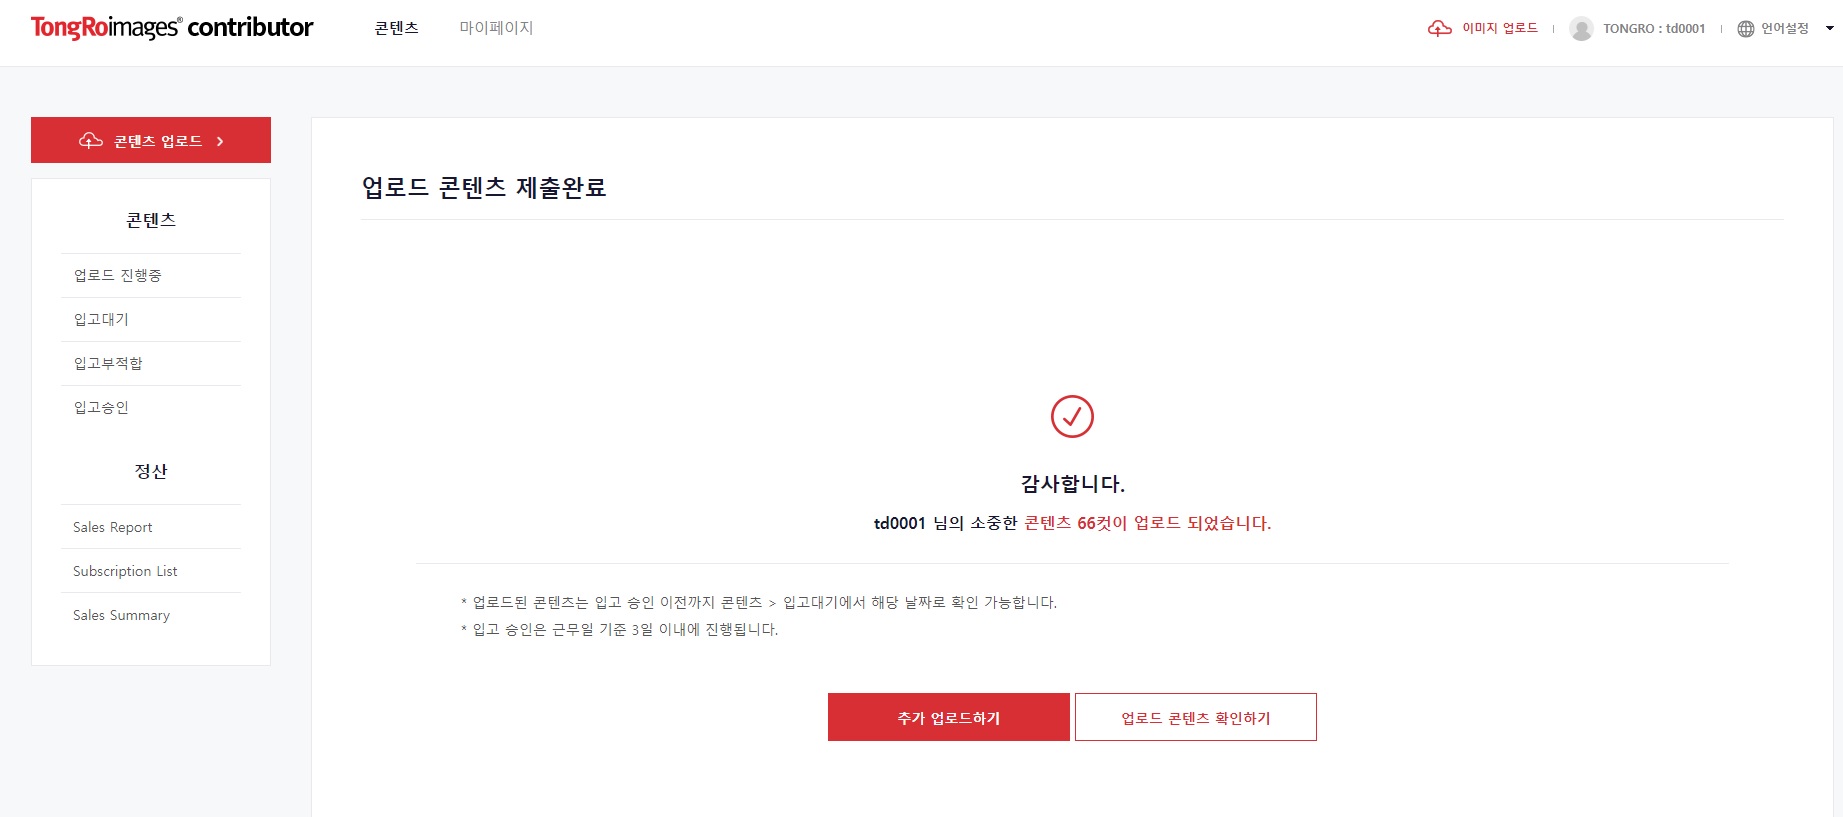 TongRoimages® contributor
콘텐츠
마이페이지
이미지 업로드
TONGRO : td0001
언어설정
콘텐츠 업로드
콘텐츠
업로드 진행중
입고대기
입고부적합
입고승인
정산
Sales Report
Subscription List
Sales Summary
업로드 콘텐츠 제출완료
감사합니다.
td0001 님의 소중한 콘텐츠 66컷이 업로드 되었습니다.
* 업로드된 콘텐츠는 입고 승인 이전까지 콘텐츠 > 입고대기에서 해당 날짜로 확인 가능합니다.
* 입고 승인은 근무일 기준 3일 이내에 진행됩니다.
추가 업로드하기
업로드 콘텐츠 확인하기